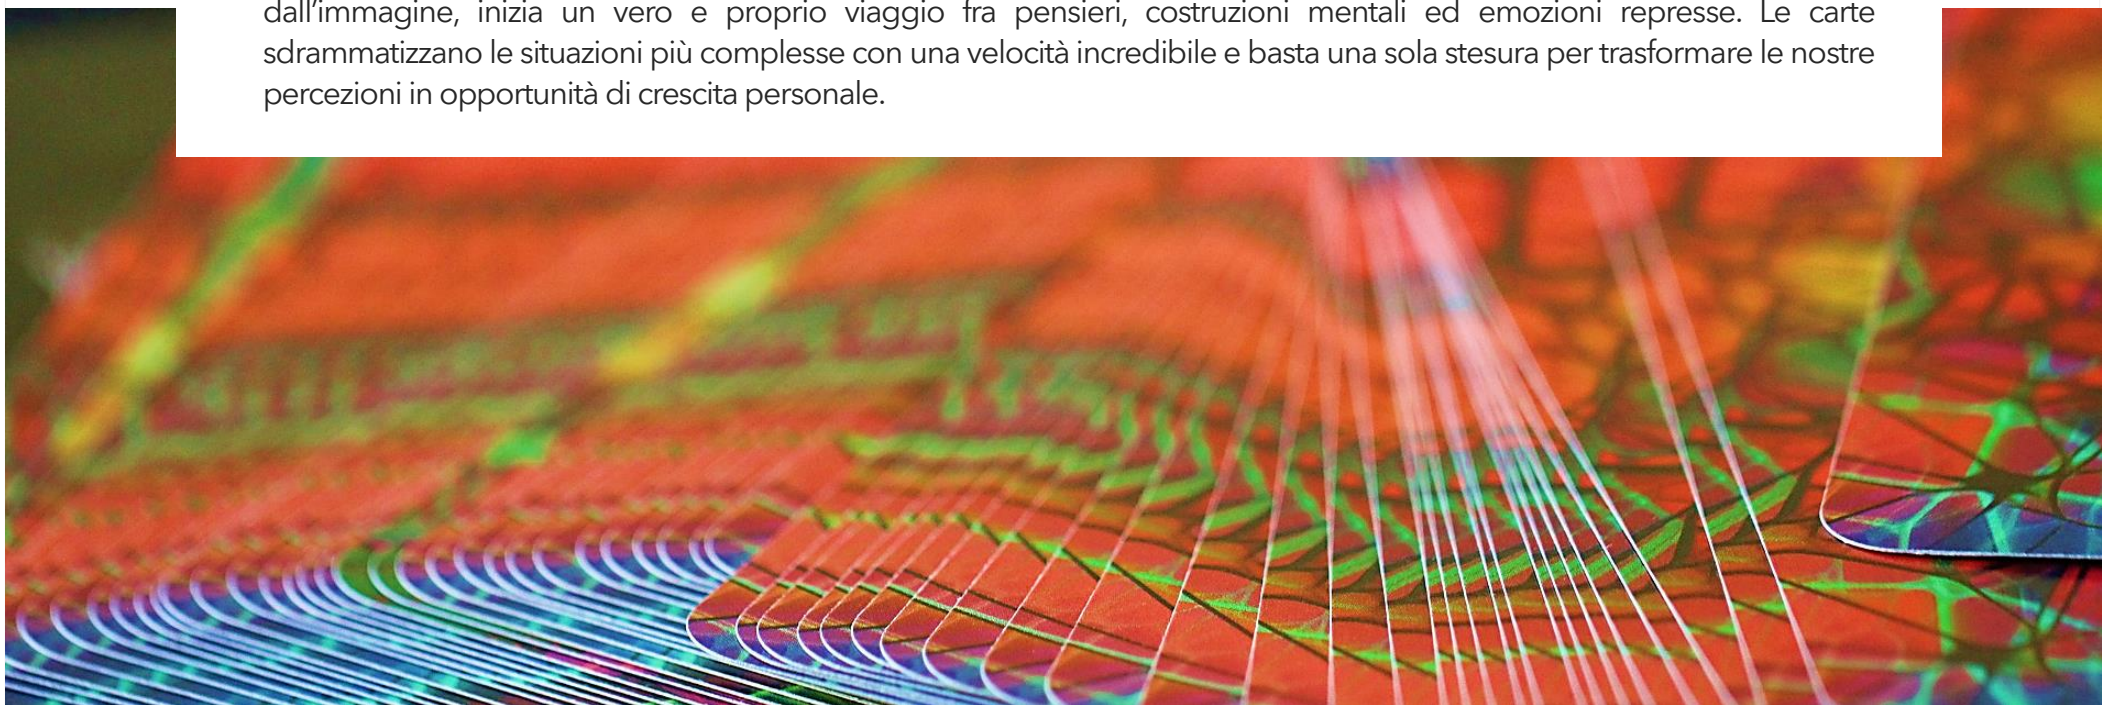 dall’immagine, inizia un vero e proprio viaggio fra pensieri, costruzioni mentali ed emozioni represse. Le carte
sdrammatizzano le situazioni più complesse con una velocità incredibile e basta una sola stesura per trasformare le nostre
percezioni in opportunità di crescita personale.